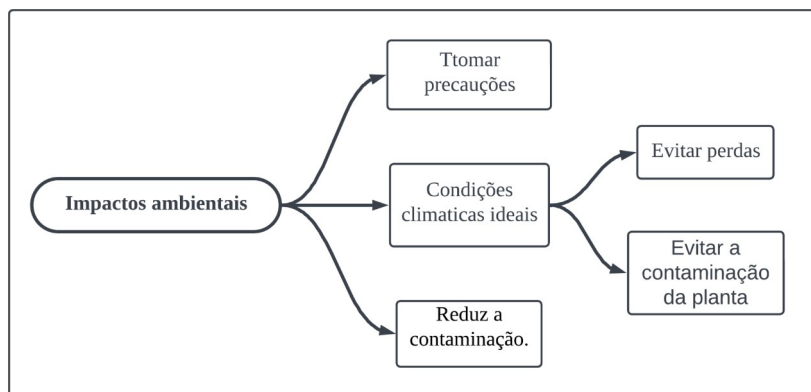 Ttomar
precauções
Impactos ambientais
Condições
climaticas ideais
Evitar perdas
Evitar a
contaminação
da planta
Reduz a
contaminação.